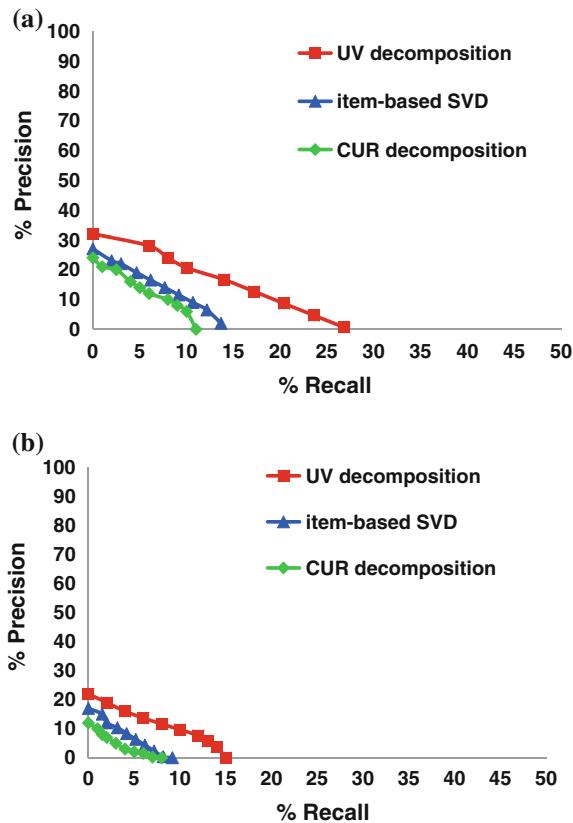 (a)
100
90
80
70
60
50
40
30
20
10
0
% Precision
UV decomposition
item-based SVD
CUR decomposition
0 5 10 15 20 25 30 35 40 45 50
% Recall
(b)
100
90
80
70
60
50
40
30
20
10
0
% Precision
UV decomposition
item-based SVD
CUR decomposition
0 5 10 15 20 25 30 35 40 45 50
% Recall